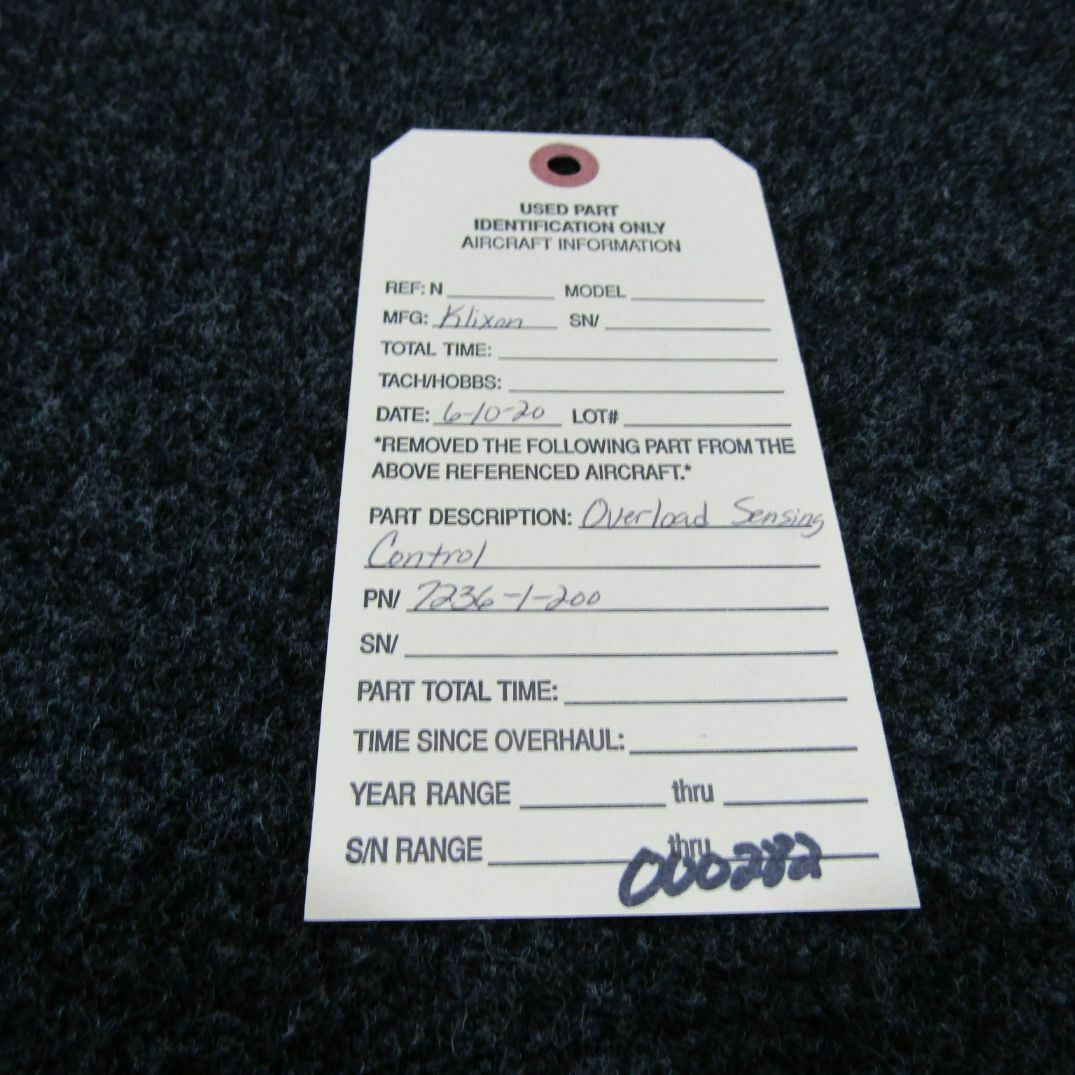 USED PART
IDENTIFICATION ONLY
AIRCRAFT INFORMATION
REF: N MODEL
MFG: Klixon SN/
TOTAL TIME:
TACH/HOBBS:
DATE: 6-10-20 LOT#
*REMOVED THE FOLLOWING PART FROM THE
ABOVE REFERENCED AIRCRAFT.*
PART DESCRIPTION: Overload Sensing
Control
PN/ 7236-1-200
SN/
PART TOTAL TIME:
TIME SINCE OVERHAUL:
YEAR RANGE thru
S/N RANGE thru
000282